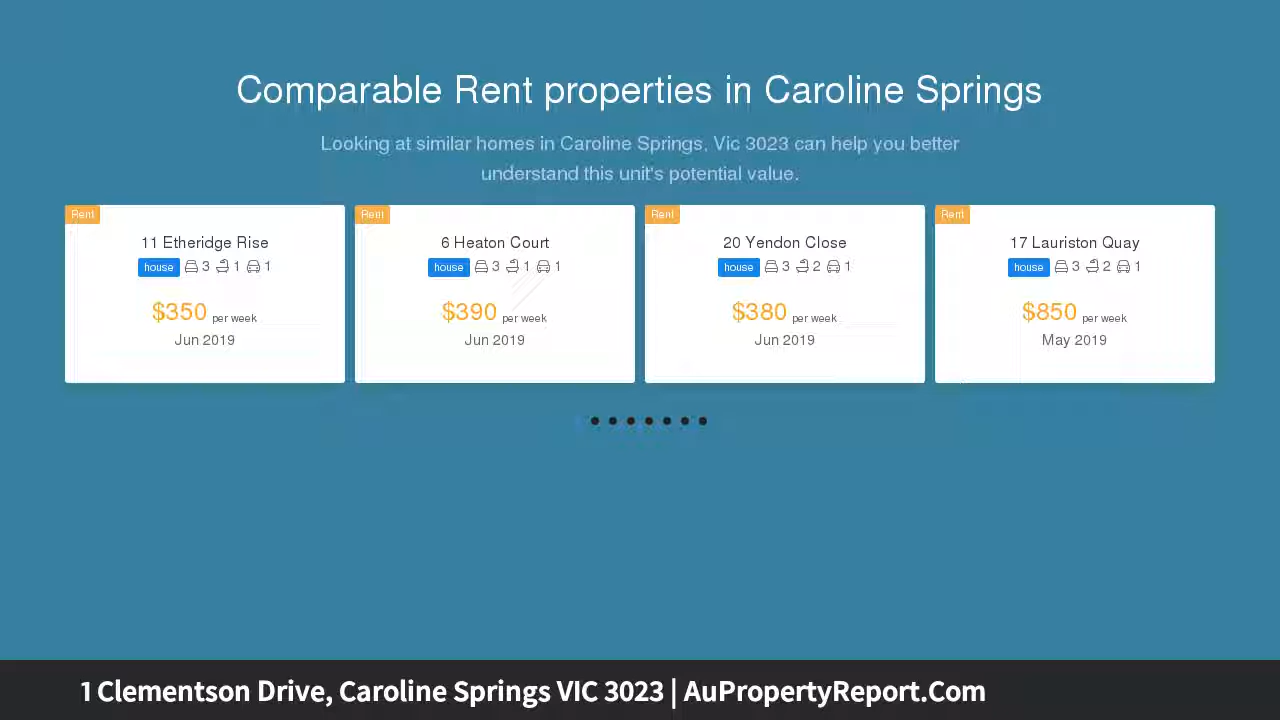 Comparable Rent properties in Caroline Springs
Looking at similar homes in Caroline Springs, Vic 3023 can help you better
understand this unit's potential value.
Rent
11 Etheridge Rise
house 3 1 1
$350 per week
Jun 2019
Rent
6 Heaton Court
house 3 1 1
$390 per week
Jun 2019
Rent
20 Yendon Close
house 3 2 1
$380 per week
Jun 2019
Rent
17 Lauriston Quay
house 3 2 1
$850 per week
May 2019
1 Clementson Drive, Caroline Springs VIC 3023 | AuPropertyReport.Com